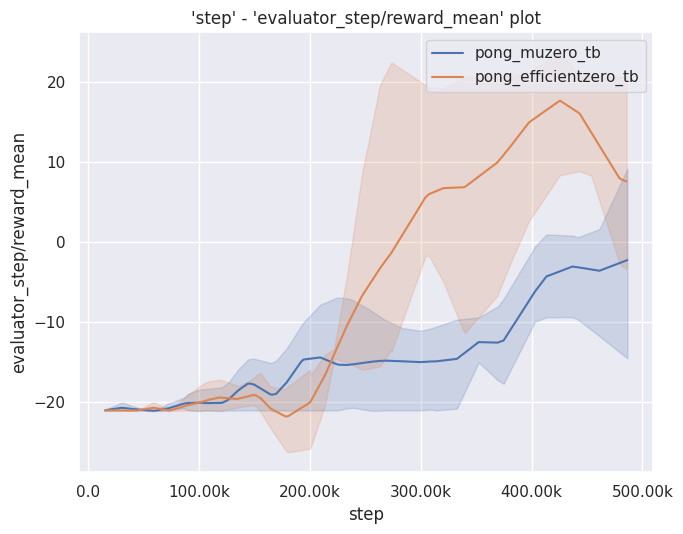 'step' - 'evaluator_step/reward_mean' plot
pong_muzero_tb
pong_efficientzero_tb
evaluator_step/reward_mean
20
10
0
−10
−20
0.0
100.00k
200.00k
300.00k
400.00k
500.00k
step